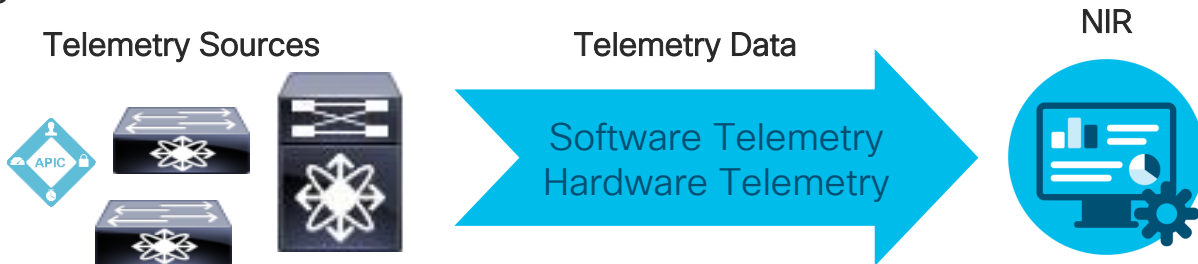 Telemetry Sources
Telemetry Data
NIR
APIC
Software Telemetry
Hardware Telemetry